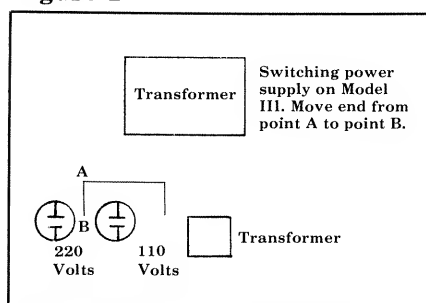 Transformer
Switching power
supply on Model
III. Move end from
point A to point B.
A
B
220
Volts
110
Volts
Transformer